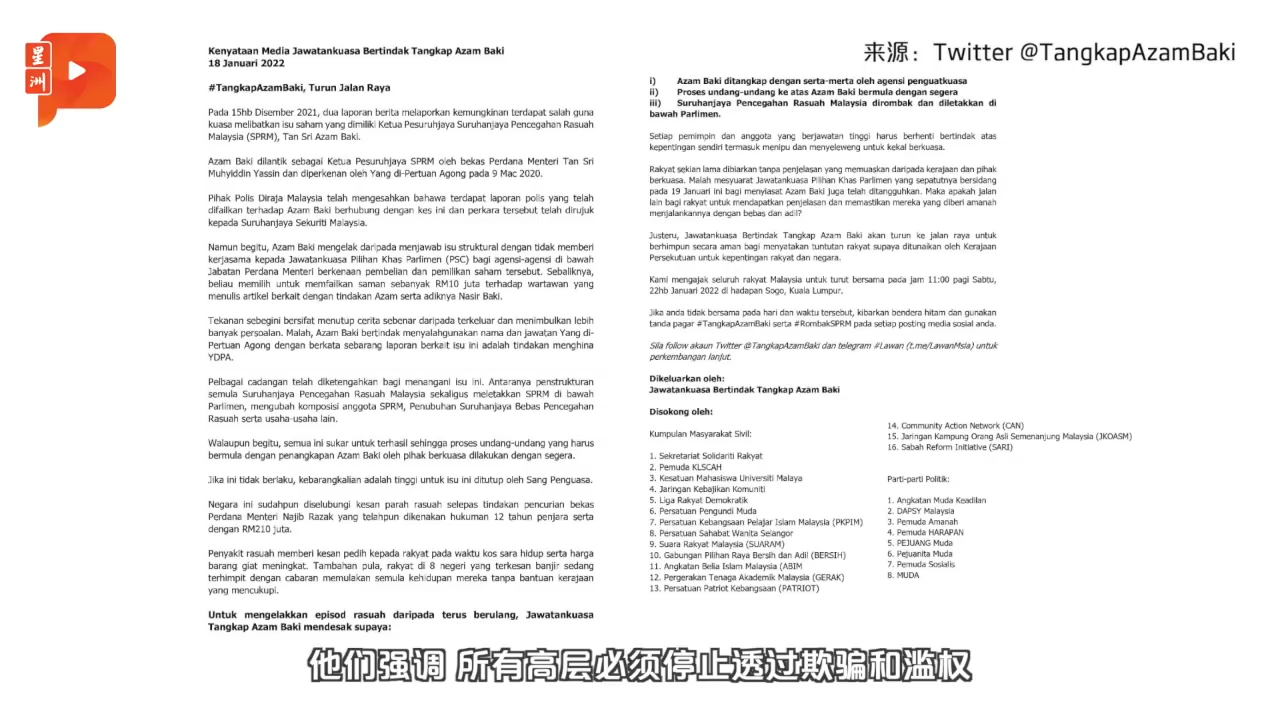 星洲
来源：Twitter @TangkapAzamBaki
Kenyataan Media Jawatankuasa Bertindak Tangkap Azam Baki
18 Januari 2022
#TangkapAzamBaki, Turun Jalan Raya
Pada 15hb Disember 2021, dua laporan berita melaporkan kemungkinan terdapat salah guna
kuasa melibatkan isu saham yang dimiliki Ketua Pesuruhjaya Suruhanjaya Pencegahan Rasuah
Malaysia (SPRM), Tan Sri Azam Baki.
Azam Baki dilantik sebagai Ketua Pesuruhjaya SPRM oleh bekas Perdana Menteri Tan Sri
Muhyiddin Yassin dan diperkenan oleh Yang di-Pertuan Agong pada 9 Mac 2020.
Pihak Polis Diraja Malaysia telah mengesahkan bahawa terdapat laporan polis yang telah
difailkan terhadap Azam Baki berhubung dengan kes ini dan perkara tersebut telah dirujuk
kepada Suruhanjaya Sekuriti Malaysia.
Namun begitu, Azam Baki mengelak daripada menjawab isu struktural dengan tidak memberi
kerjasama kepada Jawatankuasa Pilihan Khas Parlimen (PSC) bagi agensi-agensi di bawah
Jabatan Perdana Menteri berkenaan pembelian dan pemilikan saham tersebut. Sebaliknya,
beliau memilih untuk memfailkan saman sebanyak RM10 juta terhadap wartawan yang
menulis artikel berkait dengan tindakan Azam serta adiknya Nasir Baki.
Tekanan sebegini bersifat menutup cerita sebenar daripada terkeluar dan menimbulkan lebih
banyak persoalan. Malah, Azam Baki bertindak menyalahgunakan nama dan jawatan Yang di-
Pertuan Agong dengan berkata sebarang laporan berkait isu ini adalah tindakan menghina
YDPA.
Pelbagai cadangan telah diketengahkan bagi menangani isu ini. Antaranya penstrukturan
semula Suruhanjaya Pencegahan Rasuah Malaysia sekaligus meletakkan SPRM di bawah
Parlimen, mengubah komposisi anggota SPRM, Penubuhan Suruhanjaya Bebas Pencegahan
Rasuah serta usaha-usaha lain.
Walaupun begitu, semua ini sukar untuk terhasil sehingga proses undang-undang yang harus
bermula dengan penangkapan Azam Baki oleh pihak berkuasa dilakukan dengan segera.
Jika ini tidak berlaku, kebarangkalian adalah tinggi untuk isu ini ditutup oleh Sang Penguasa.
Negara ini sudahpun diselubungi kesan parah rasuah selepas tindakan pencurian bekas
Perdana Menteri Najib Razak yang telahpun dikenakan hukuman 12 tahun penjara serta
dengan RM210 juta.
Penyakit rasuah memberi kesan pedih kepada rakyat pada waktu kos sara hidup serta harga
barang giat meningkat. Tambahan pula, rakyat di 8 negeri yang terkesan banjir sedang
terhimpit dengan cabaran memulakan semula kehidupan mereka tanpa bantuan kerajaan
yang mencukupi.
Untuk mengelakkan episod rasuah daripada terus berulang, Jawatankuasa
Tangkap Azam Baki mendesak supaya:
i) Azam Baki ditangkap dengan serta-merta oleh agensi penguatkuasa
ii) Proses undang-undang ke atas Azam Baki bermula dengan segera
iii) Suruhanjaya Pencegahan Rasuah Malaysia dirombak dan diletakkan di
bawah Parlimen.
Setiap pemimpin dan anggota yang berjawatan tinggi harus berhenti bertindak atas
kepentingan sendiri termasuk menipu dan menyeleweng untuk kekal berkuasa.
Rakyat sekian lama dibiarkan tanpa penjelasan yang memuaskan daripada kerajaan dan pihak
berkuasa. Malah mesyuarat Jawatankuasa Pilihan Khas Parlimen yang sepatutnya bersidang
pada 19 Januari ini bagi menyiasat Azam Baki juga telah ditangguhkan. Maka apakah jalan
lain bagi rakyat untuk mendapatkan penjelasan dan memastikan mereka yang diberi amanah
menjalankannya dengan bebas dan adil?
Justeru, Jawatankuasa Bertindak Tangkap Azam Baki akan turun ke jalan raya untuk
berhimpun secara aman bagi menyatakan tuntutan rakyat supaya ditunaikan oleh Kerajaan
Persekutuan untuk kepentingan rakyat dan negara.
Kami mengajak seluruh rakyat Malaysia untuk turut bersama pada jam 11:00 pagi Sabtu,
22hb Januari 2022 di hadapan Sogo, Kuala Lumpur.
Jika anda tidak bersama pada hari dan waktu tersebut, kibarkan bendera hitam dan gunakan
tanda pagar #TangkapAzamBaki serta #RombakSPRM pada setiap posting media sosial anda.
Sila follow akaun Twitter @TangkapAzamBaki dan telegram #Lawan (t.me/LawanMsia) untuk
perkembangan lanjut.
Dikeluarkan oleh:
Jawatankuasa Bertindak Tangkap Azam Baki
Disokong oleh:
Kumpulan Masyarakat Sivil:
1. Sekretariat Solidariti Rakyat
2. Pemuda KLSCAH
3. Kesatuan Mahasiswa Universiti Malaya
4. Jaringan Kebajikan Komuniti
5. Liga Rakyat Demokratik
6. Persatuan Pengundi Muda
7. Persatuan Kebangsaan Pelajar Islam Malaysia (PKPIM)
8. Persatuan Sahabat Wanita Selangor
9. Suara Rakyat Malaysia (SUARAM)
10. Gabungan Pilihan Raya Bersih dan Adil (BERSIH)
11. Angkatan Belia Islam Malaysia (ABIM
12. Pergerakan Tenaga Akademik Malaysia (GERAK)
13. Persatuan Patriot Kebangsaan (PATRIOT)
14. Community Action Network (CAN)
15. Jaringan Kampung Orang Asli Semenanjung Malaysia (JKOASM)
16. Sabah Reform Initiative (SARI)
Parti-parti Politik:
1. Angkatan Muda Keadilan
2. DAPSY Malaysia
3. Pemuda Amanah
4. Pemuda HARAPAN
5. PEJUANG Muda
6. Pejuanita Muda
7. Pemuda Sosialis
8. MUDA
他们强调 所有高层必须停止透过欺骗和滥权